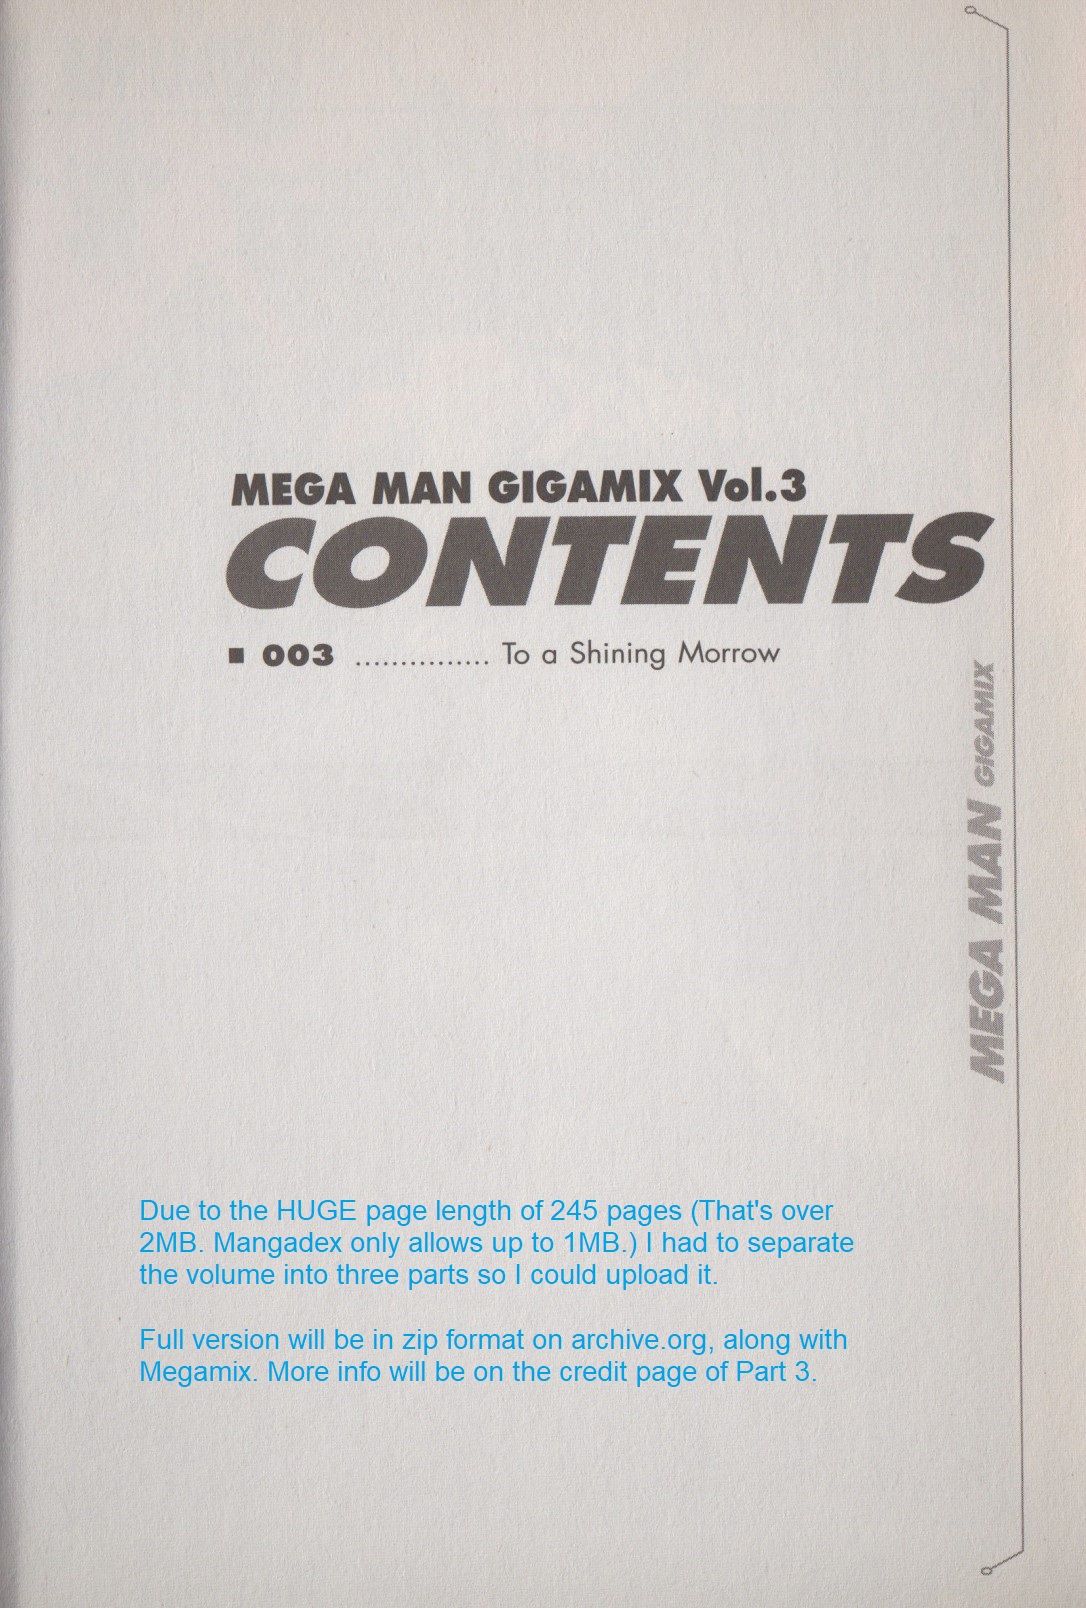 MEGA MAN GIGAMIX Vol.3
CONTENTS
■ 003 ............... To a Shining Morrow
MEGA MAN GIGAMIX
Due to the HUGE page length of 245 pages (That's over
2MB. Mangadex only allows up to 1MB.) I had to separate
the volume into three parts so I could upload it.
Full version will be in zip format on archive.org, along with
Megamix. More info will be on the credit page of Part 3.